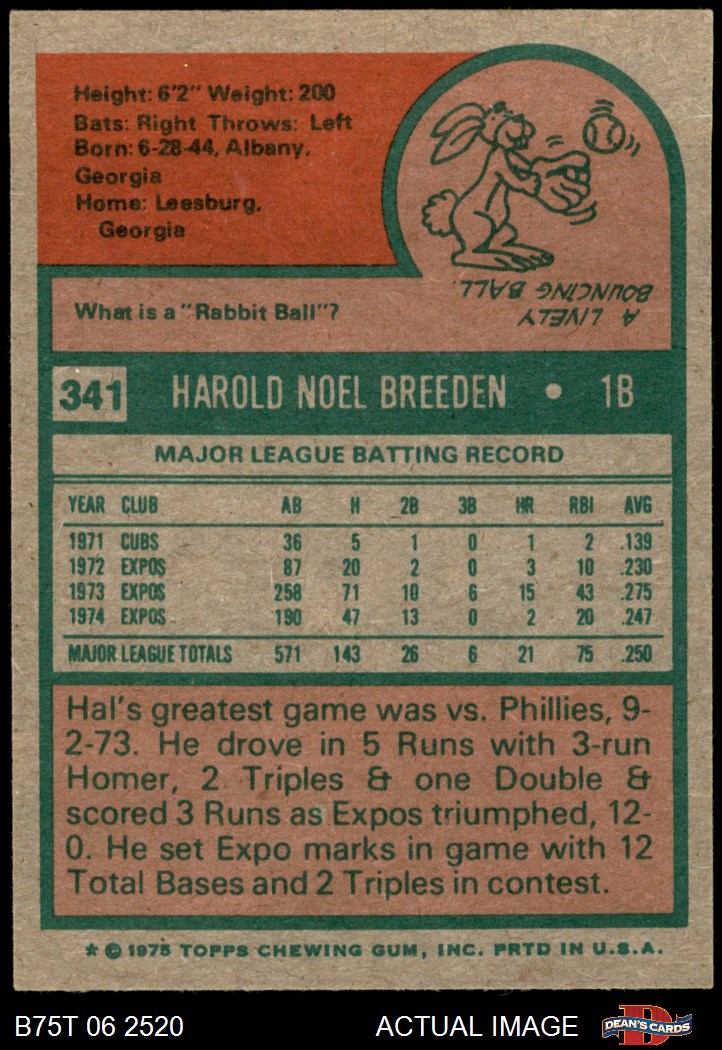 Height: 6'2" Weight: 200
Bats: Right Throws: Left
Born: 6-28-44, Albany,
Georgia
Home: Leesburg,
Georgia
What is a "Rabbit Ball"?
A LIVELY
BOUNCING BALL.
341 HAROLD NOEL BREEDEN • 1B
MAJOR LEAGUE BATTING RECORD
YEAR CLUB AB H 2B 3B HR RBI AVG
1971 CUBS 36 5 1 0 1 2 .139
1972 EXPOS 87 20 2 0 3 10 .230
1973 EXPOS 258 71 10 6 15 43 .275
1974 EXPOS 190 47 13 0 2 20 .247
MAJOR LEAGUE TOTALS 571 143 26 6 21 75 .250
Hal's greatest game was vs. Phillies, 9-
2-73. He drove in 5 Runs with 3-run
Homer, 2 Triples & one Double &
scored 3 Runs as Expos triumphed, 12-
0. He set Expo marks in game with 12
Total Bases and 2 Triples in contest.
* © 1975 TOPPS CHEWING GUM, INC. PRTD IN U.S.A.
B75T 06 2520 ACTUAL IMAGE D DEAN'S CARDS